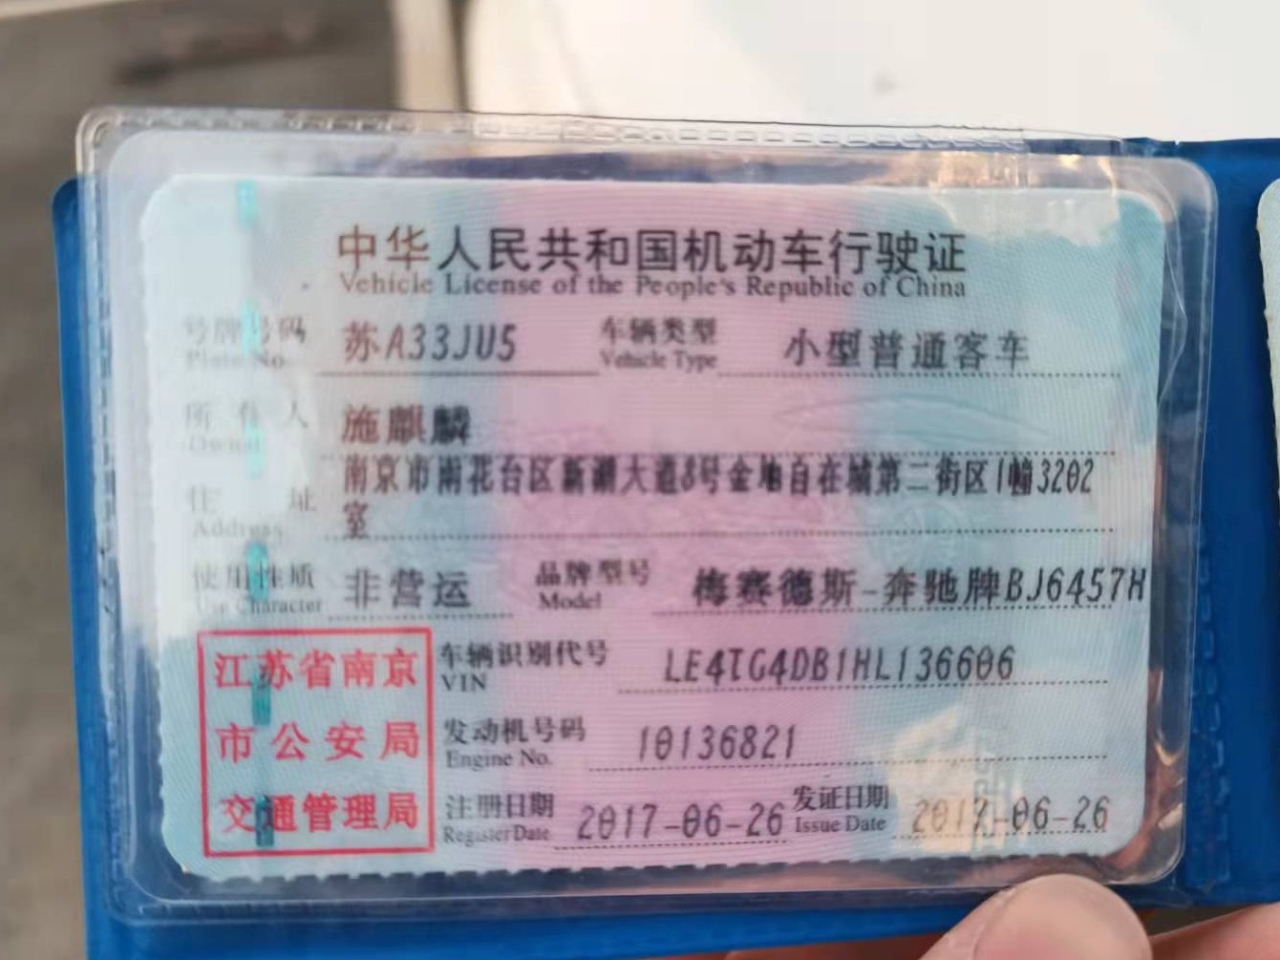 中华人民共和国机动车行驶证
Vehicle License of the People's Republic of China
号牌号码 苏A33JU5 车辆类型 小型普通客车
Plate No. Vehicle Type
所有人 施麒麟
Owner
南京市雨花台区新湖大道8号金地自在城第二街区1幢3202
住址 室
Address
使用性质 非营运 品牌型号 梅赛德斯-奔驰牌BJ6457H
Use Character Model
江苏省南京
市公安局
交通管理局
车辆识别代号 LE4TG4DB1HL136606
VIN
发动机号码 10136821
Engine No.
注册日期 2017-06-26 发证日期 2017-06-26
Register Date Issue Date